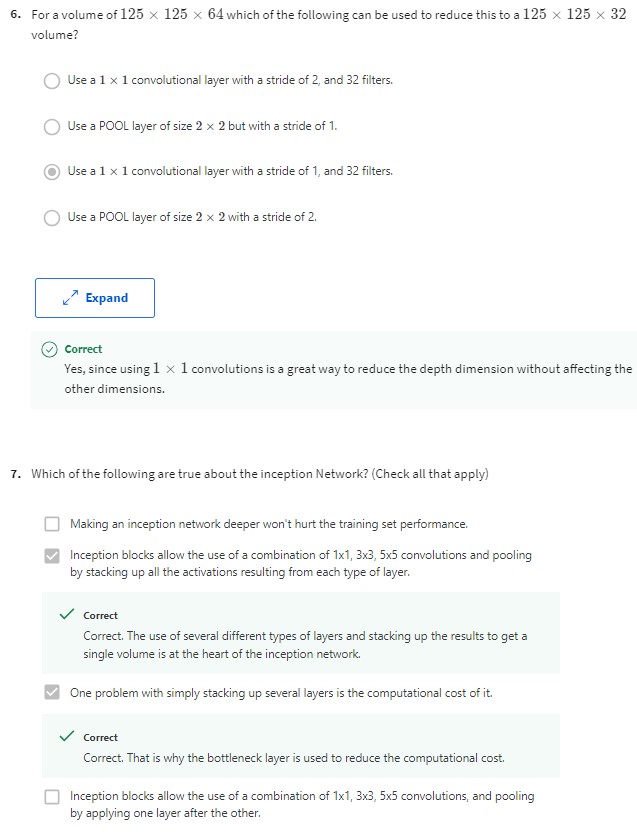 6. For a volume of 125 × 125 × 64 which of the following can be used to reduce this to a 125 × 125 × 32
volume?
Use a 1 × 1 convolutional layer with a stride of 2, and 32 filters.
Use a POOL layer of size 2 × 2 but with a stride of 1.
Use a 1 × 1 convolutional layer with a stride of 1, and 32 filters.
Use a POOL layer of size 2 × 2 with a stride of 2.
Expand
Correct
Yes, since using 1 × 1 convolutions is a great way to reduce the depth dimension without affecting the
other dimensions.
7. Which of the following are true about the inception Network? (Check all that apply)
Making an inception network deeper won't hurt the training set performance.
Inception blocks allow the use of a combination of 1x1, 3x3, 5x5 convolutions and pooling
by stacking up all the activations resulting from each type of layer.
Correct
Correct. The use of several different types of layers and stacking up the results to get a
single volume is at the heart of the inception network.
One problem with simply stacking up several layers is the computational cost of it.
Correct
Correct. That is why the bottleneck layer is used to reduce the computational cost.
Inception blocks allow the use of a combination of 1x1, 3x3, 5x5 convolutions, and pooling
by applying one layer after the other.